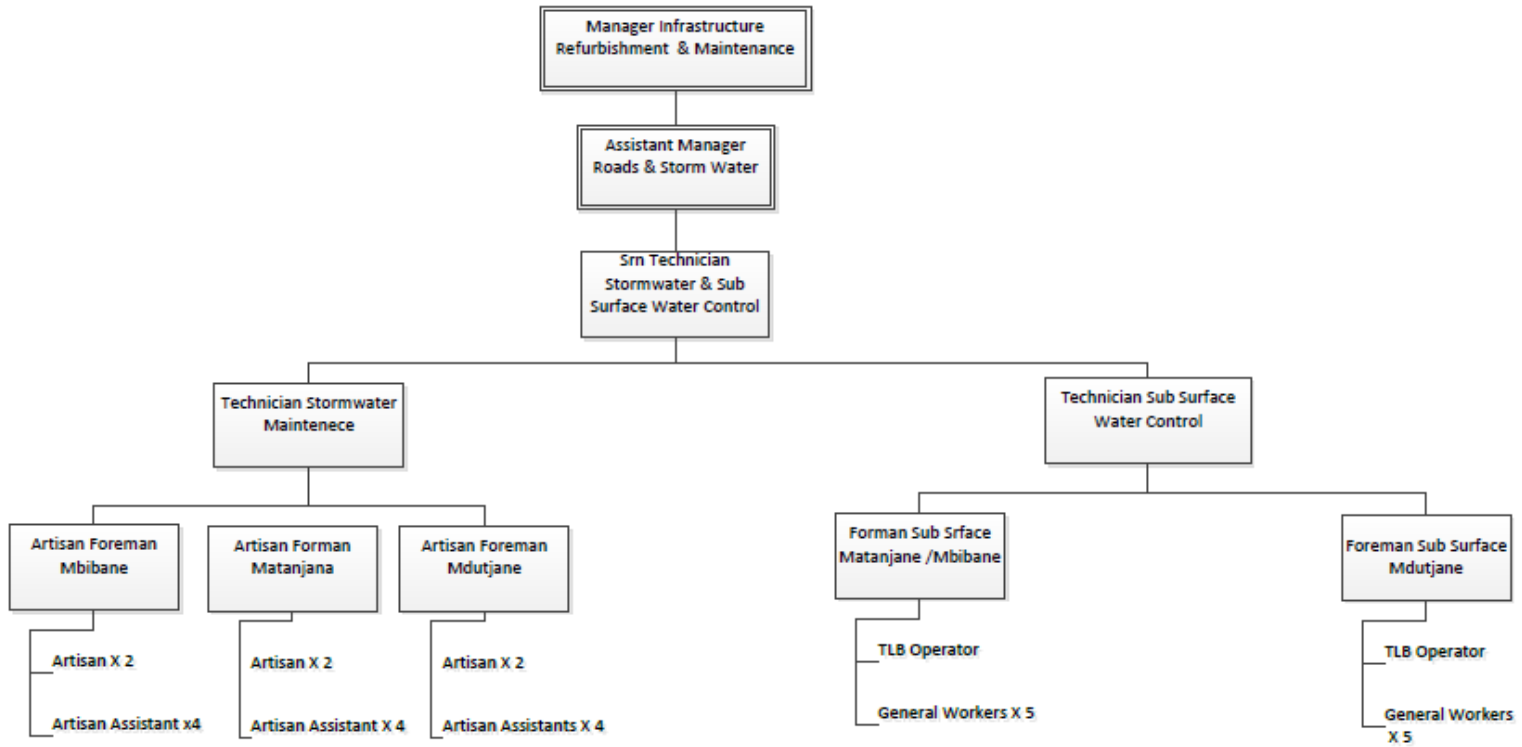 Manager Infrastructure
Refurbishment & Maintenance
Assistant Manager
Roads & Storm Water
Srn Technician
Stormwater & Sub
Surface Water Control
Technician Stormwater
Maintenece
Technician Sub Surface
Water Control
Artisan Foreman
Mbibane
Artisan Forman
Matanjana
Artisan Foreman
Mdutjane
Forman Sub Srface
Matanjane /Mbibane
Foreman Sub Surface
Mdutjane
Artisan X 2
Artisan Assistant x4
Artisan X 2
Artisan Assistant X 4
Artisan X 2
Artisan Assistants X 4
TLB Operator
General Workers X 5
TLB Operator
General Workers
X 5